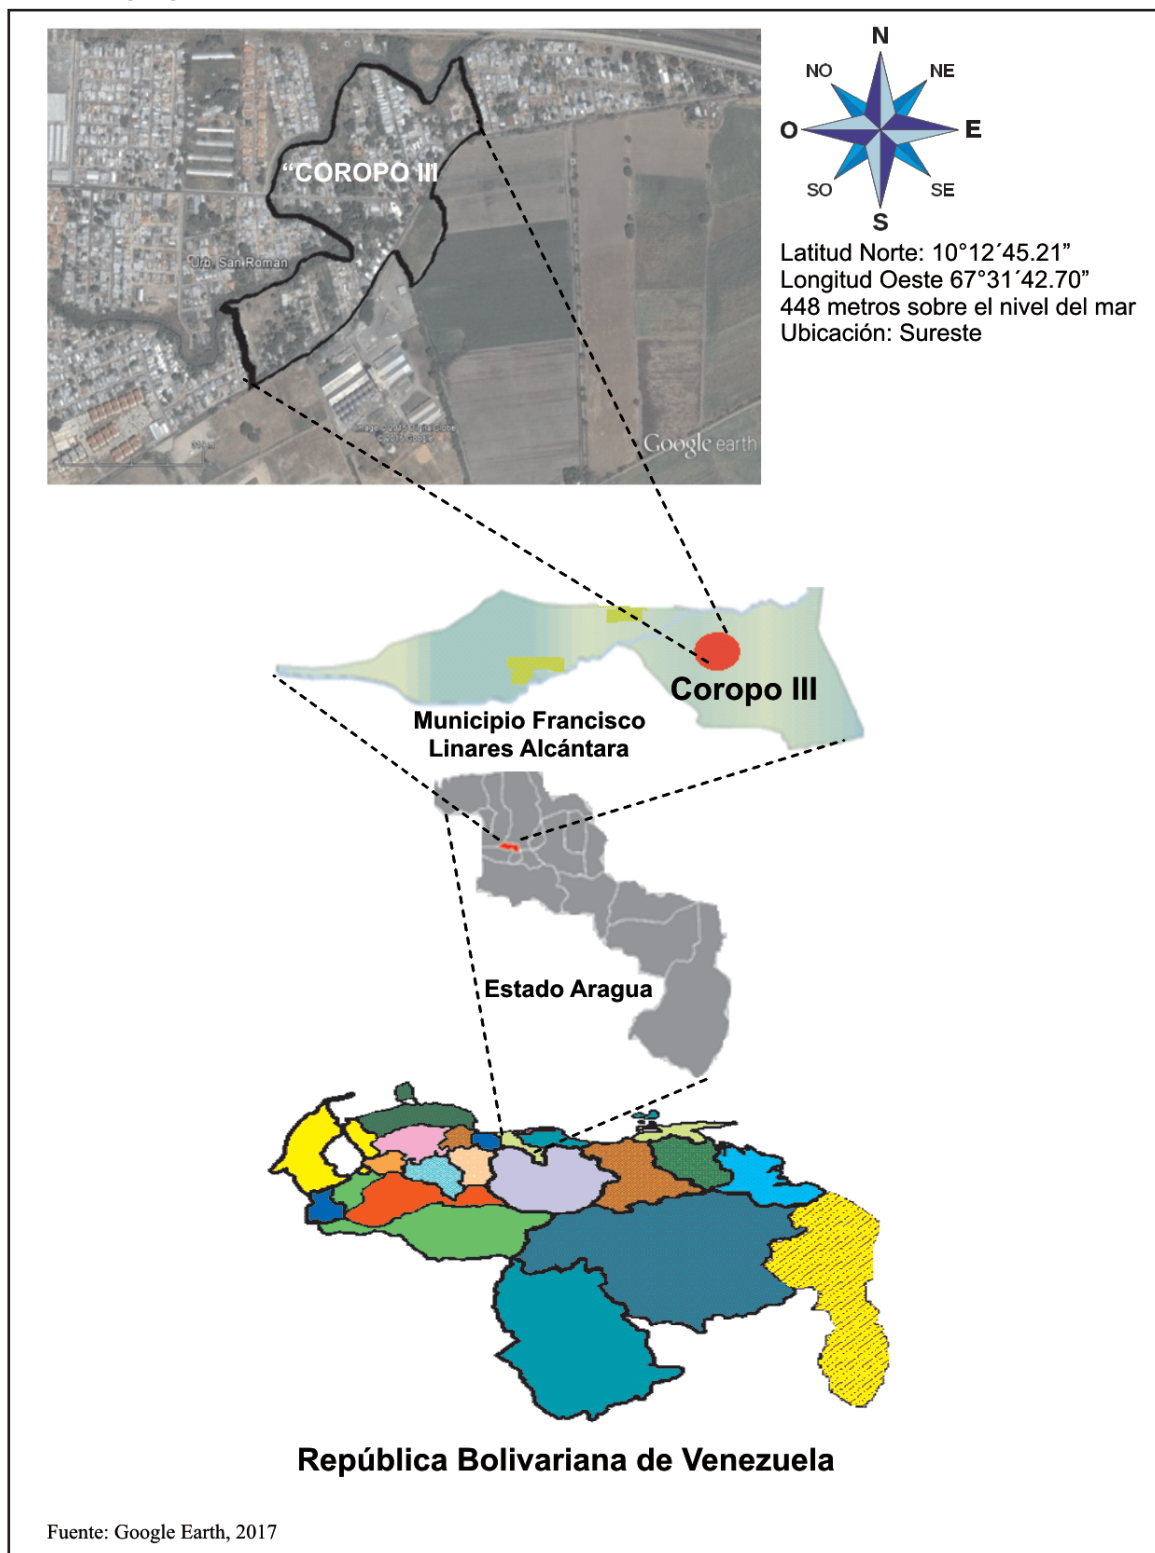 N
NO
NE
O
E
SO
SE
S
“COROPO III
Urb. San Roman
Google earth
Latitud Norte: 10°12´45.21”
Longitud Oeste 67°31´42.70”
448 metros sobre el nivel del mar
Ubicación: Sureste
Coropo III
Municipio Francisco
Linares Alcántara
Estado Aragua
República Bolivariana de Venezuela
Fuente: Google Earth, 2017